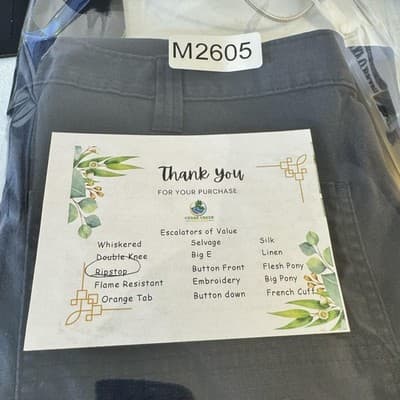 M2605
Thank You
FOR YOUR PURCHASE
Escalators of Value
Whiskered Selvage Silk
Double Knee Big E Linen
Ripstop Button Front Flesh Pony
Flame Resistant Embroidery Big Pony
Orange Tab Button down French Cuff